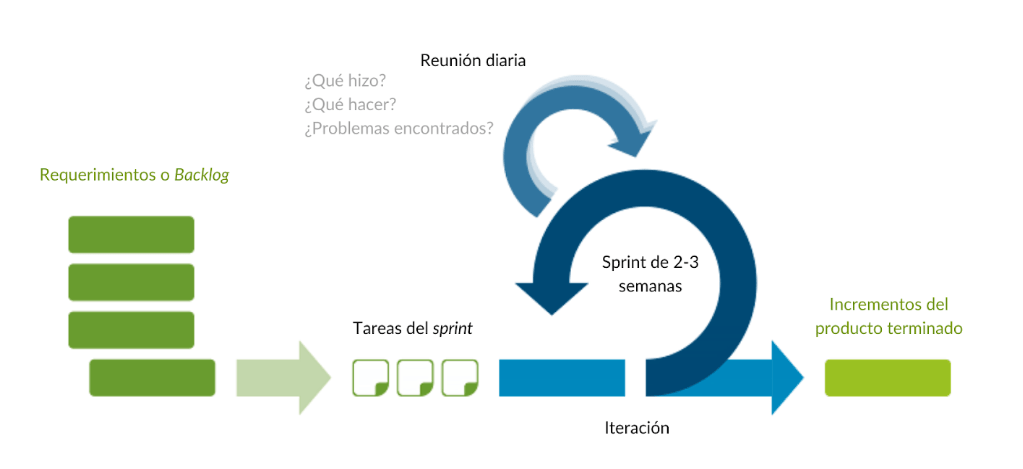 Reunión diaria
¿Qué hizo?
¿Qué hacer?
¿Problemas encontrados?
Requerimientos o Backlog
Sprint de 2-3
semanas
Tareas del sprint
Incrementos del
producto terminado
Iteración